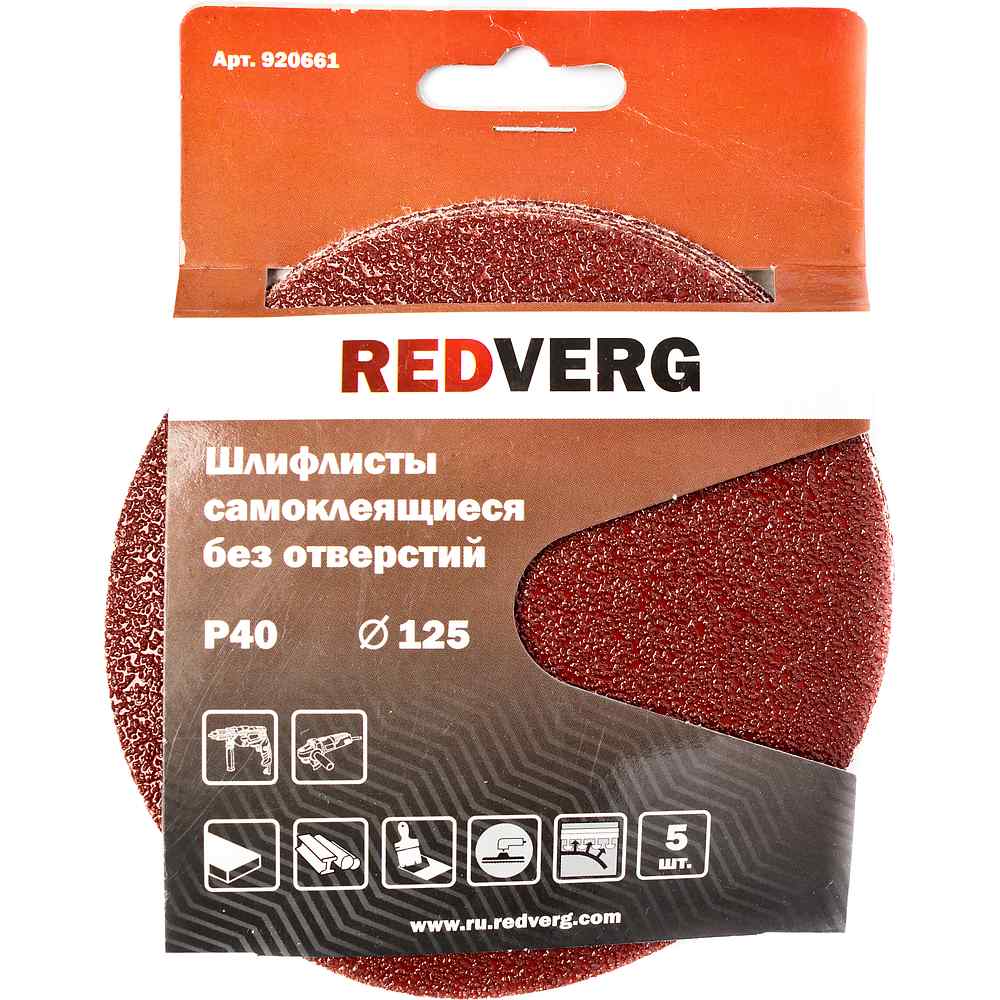 Арт. 920661
REDVERG
Шлифлисты
самоклеящиеся
без отверстий
P40 Ø 125
5
шт.
www.ru.redverg.com